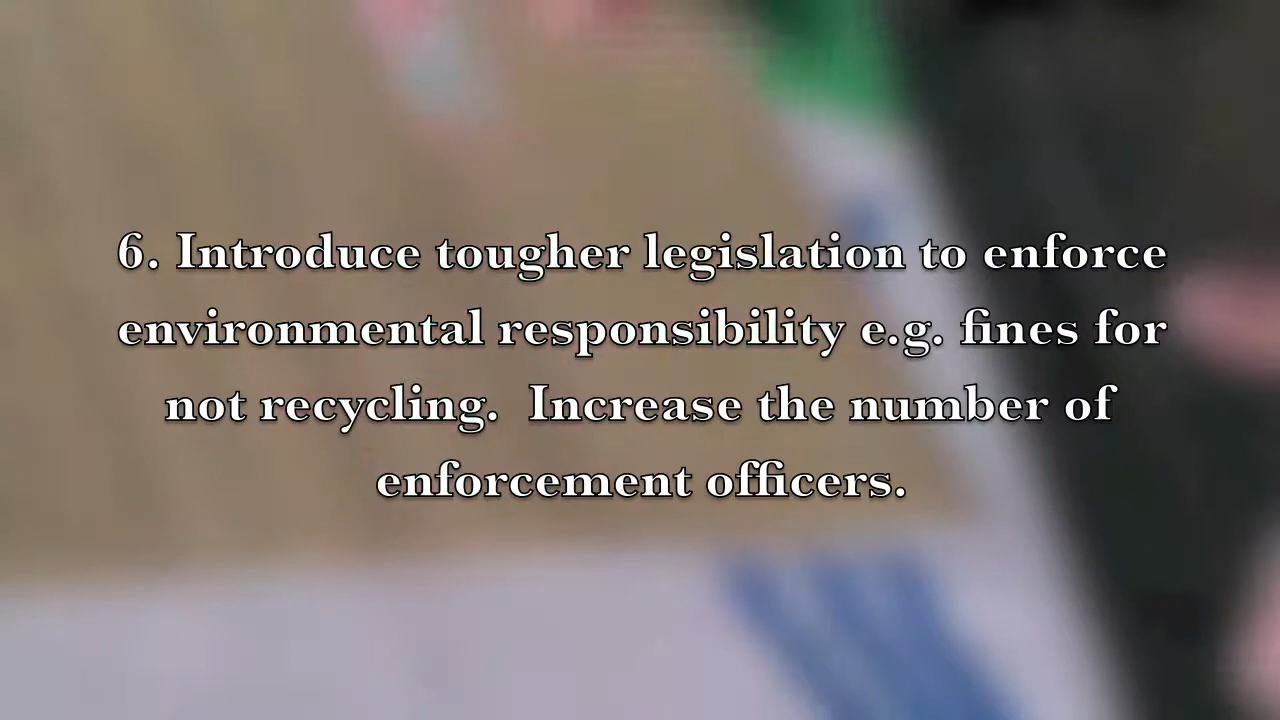 6. Introduce tougher legislation to enforce
environmental responsibility e.g. fines for
not recycling.  Increase the number of
enforcement officers.